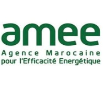 amee
Agence Marocaine
pour l'Efficacité Energétique